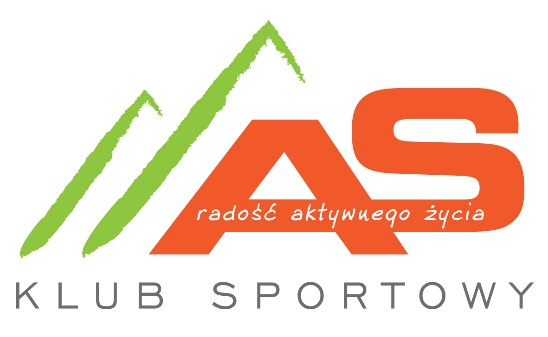 AS
radość aktywnego życia
KLUB SPORTOWY